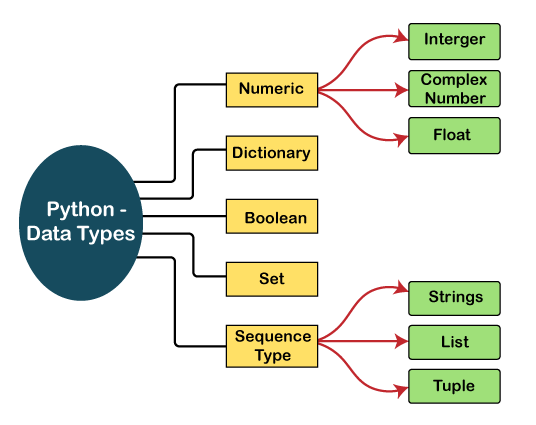 Python -
Data Types
Numeric
Dictionary
Boolean
Set
Sequence
Type
Interger
Complex
Number
Float
Strings
List
Tuple